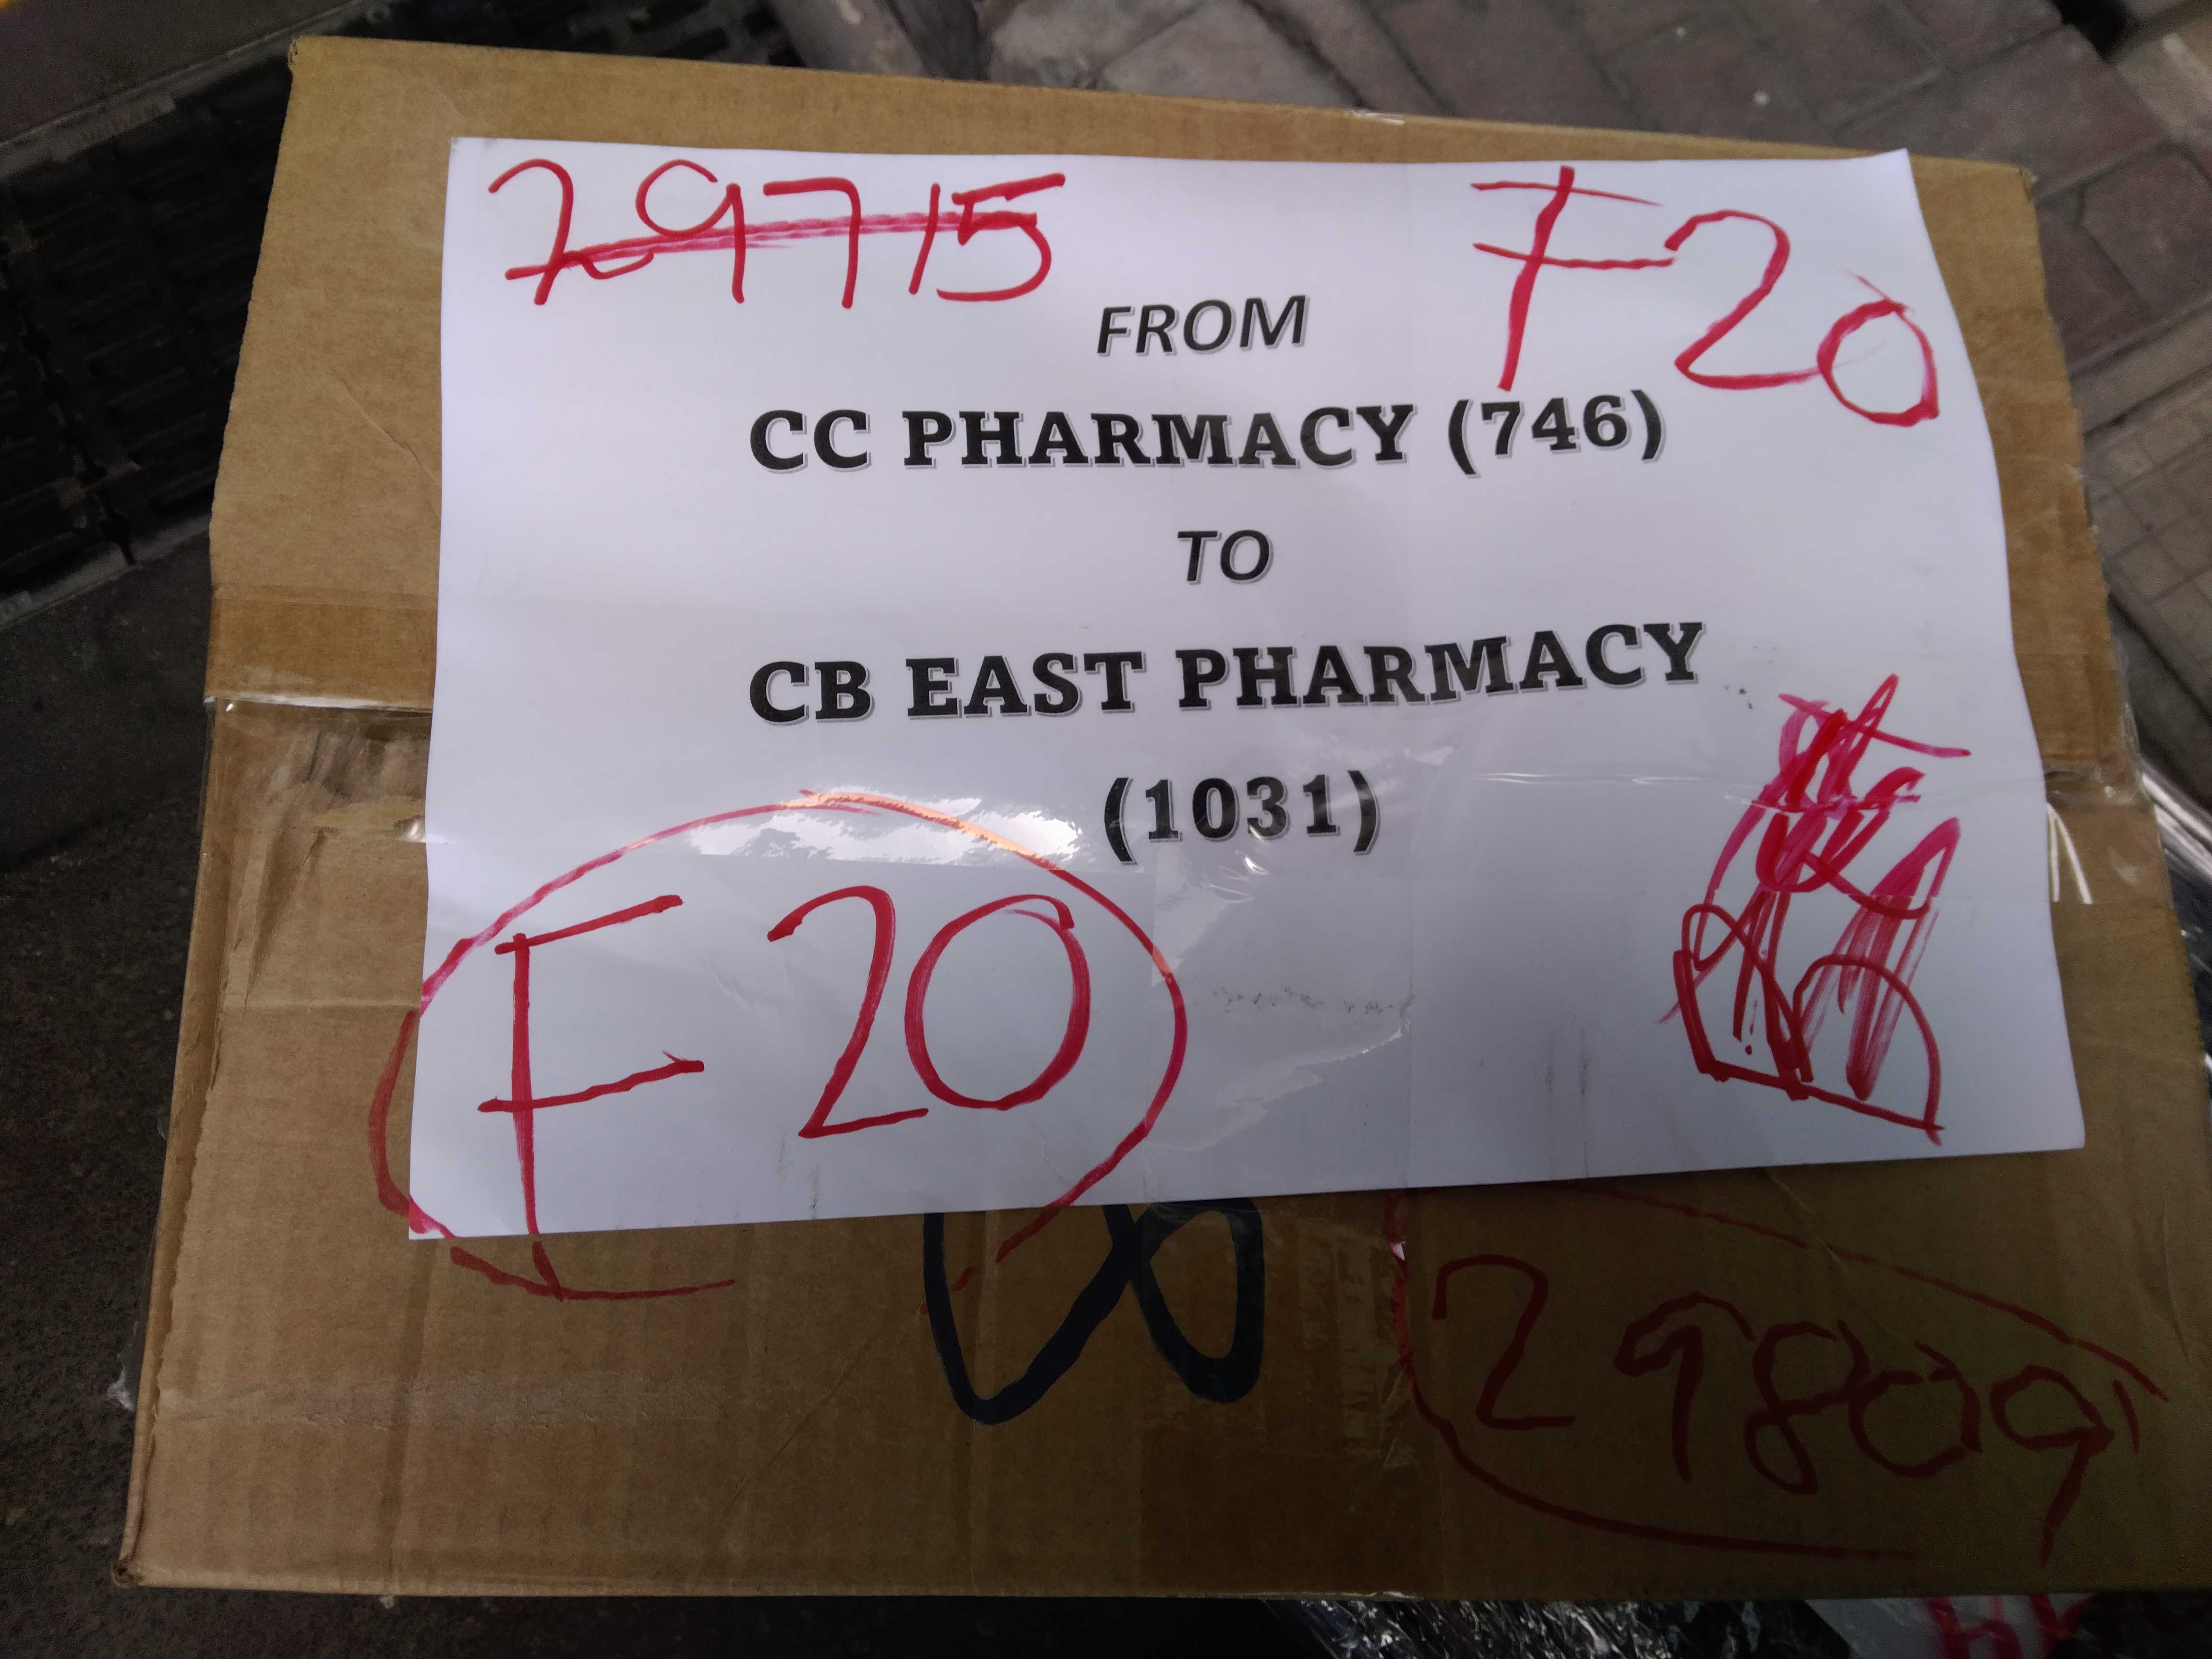 29715
F20
FROM
CC PHARMACY (746)
TO
CB EAST PHARMACY
(1031)
F20
29809